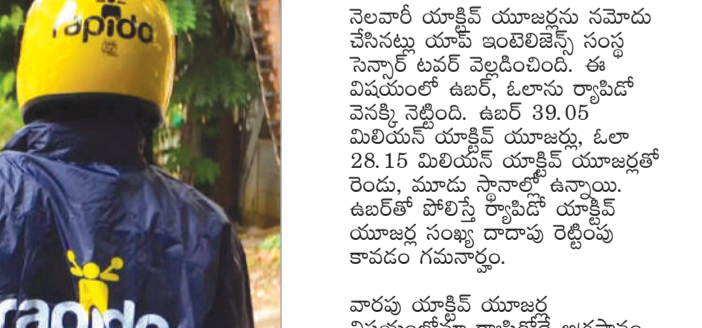 rapido
rapido
నెలవారీ యాక్టివ్ యూజర్లను నమోదు
చేసినట్లు యాప్ ఇంటెలిజెన్స్ సంస్థ
సెన్సార్ టవర్ వెల్లడించింది. ఈ
విషయంలో ఉబర్, ఓలాను ర్యాపిడో
వెనక్కి నెట్టింది. ఉబర్ 39.05
మిలియన్ యాక్టివ్ యూజర్లు, ఓలా
28.15 మిలియన్ యాక్టివ్ యూజర్లతో
రెండు, మూడు స్థానాల్లో ఉన్నాయి.
ఉబర్‌తో పోలిస్తే ర్యాపిడో యాక్టివ్
యూజర్ల సంఖ్య దాదాపు రెట్టింపు
కావడం గమనార్హం.
వారపు యాక్టివ్ యూజర్ల